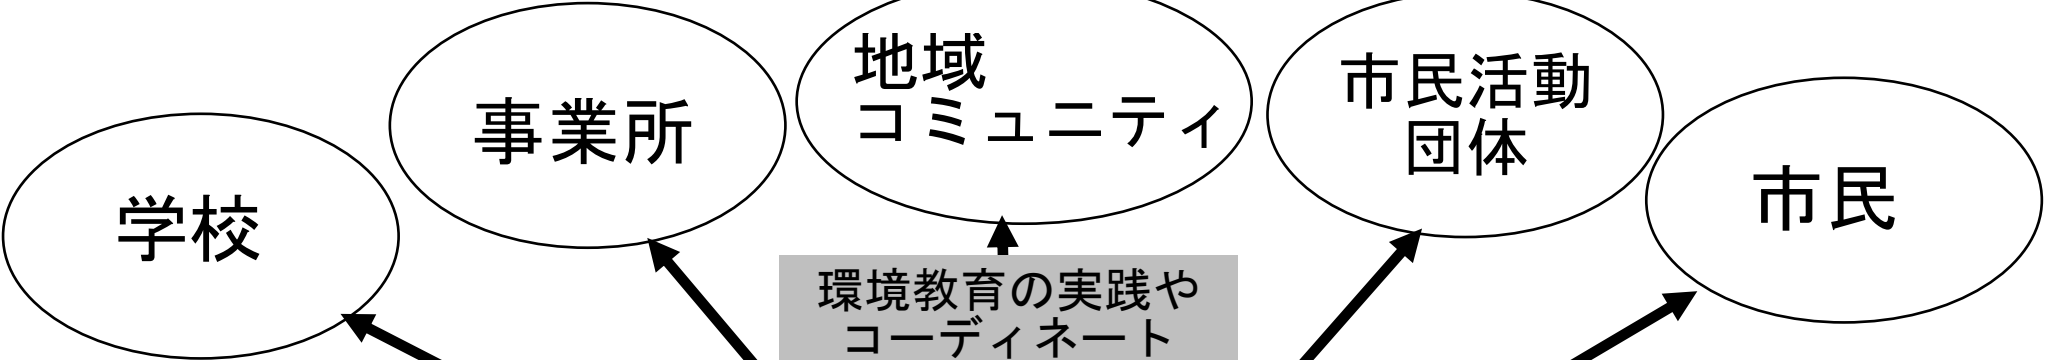 学校
事業所
地域
コミュニティ
市民活動
団体
市民
環境教育の実践や
コーディネート